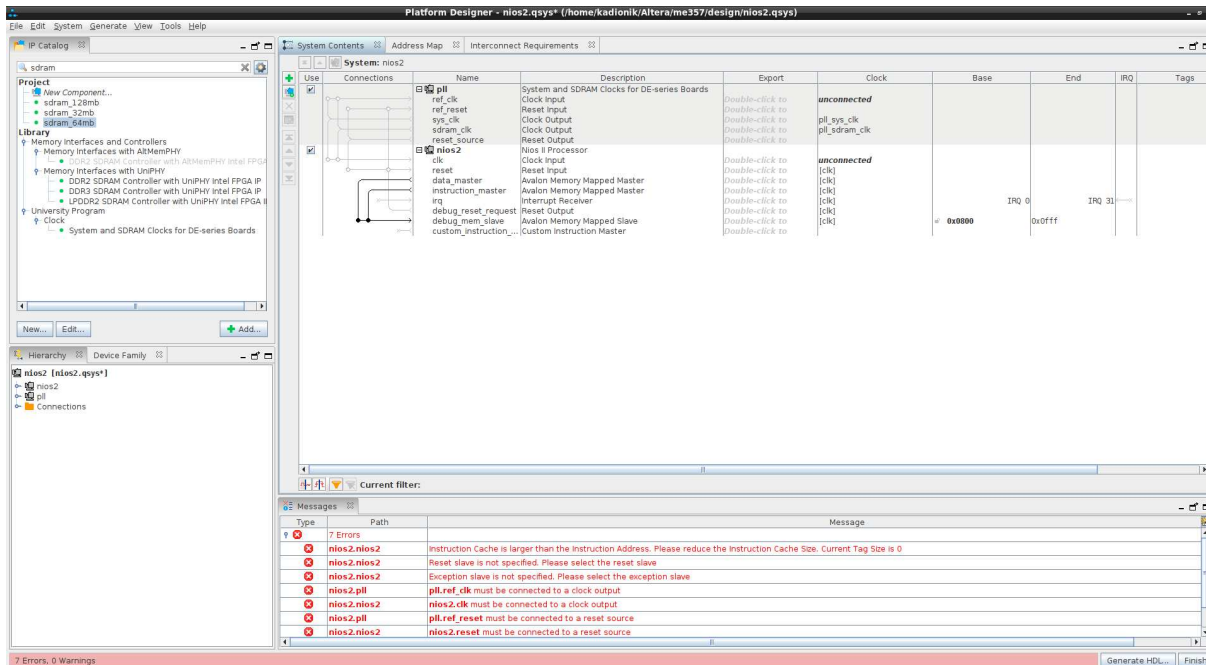 Platform Designer - nios2.qsys* (/home/kadionik/Altera/me357/design/nios2.qsys)
File Edit System Generate View Tools Help
IP Catalog
sdram
Project
New Component...
sdram_128mb
sdram_32mb
sdram_64mb
Library
Memory Interfaces and Controllers
Memory Interfaces with AltMemPHY
DDR2 SDRAM Controller with AltMemPHY Intel FPGA
Memory Interfaces with UniPHY
DDR2 SDRAM Controller with UniPHY Intel FPGA IP
DDR3 SDRAM Controller with UniPHY Intel FPGA IP
LPDDR2 SDRAM Controller with UniPHY Intel FPGA I
University Program
Clock
System and SDRAM Clocks for DE-series Boards
New... Edit... Add...
Hierarchy Device Family
nios2 [nios2.qsys*]
nios2
pll
Connections
System Contents Address Map Interconnect Requirements
System: nios2
Use Connections Name Description Export Clock Base End IRQ Tags
pll System and SDRAM Clocks for DE-series Boards
ref_clk Clock Input Double-click to unconnected
ref_reset Reset Input Double-click to
sys_clk Clock Output Double-click to pll_sys_clk
sdram_clk Clock Output Double-click to pll_sdram_clk
reset_source Reset Output Double-click to
nios2 Nios II Processor
clk Clock Input Double-click to unconnected
reset Reset Input Double-click to [clk]
data_master Avalon Memory Mapped Master Double-click to [clk]
instruction_master Avalon Memory Mapped Master Double-click to [clk]
irq Interrupt Receiver Double-click to [clk] IRQ 0 IRQ 31
debug_reset_request Reset Output Double-click to [clk]
debug_mem_slave Avalon Memory Mapped Slave Double-click to [clk] 0x0800 0x0fff
custom_instruction_... Custom Instruction Master Double-click to
Current filter:
Messages
Type Path Message
7 Errors
nios2.nios2 Instruction Cache is larger than the Instruction Address. Please reduce the Instruction Cache Size. Current Tag Size is 0
nios2.nios2 Reset slave is not specified. Please select the reset slave
nios2.nios2 Exception slave is not specified. Please select the exception slave
nios2.pll pll.ref_clk must be connected to a clock output
nios2.nios2 nios2.clk must be connected to a clock output
nios2.pll pll.ref_reset must be connected to a reset source
nios2.nios2 nios2.reset must be connected to a reset source
7 Errors, 0 Warnings
Generate HDL... Finish